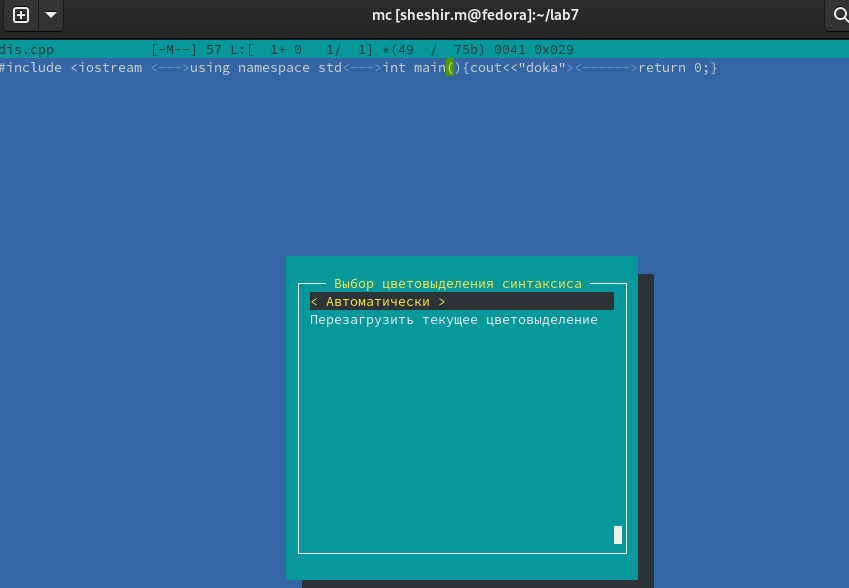 mc [sheshir.m@fedora]:~/lab7
dis.cpp [-M--] 57 L:[ 1+ 0 1/ 1] *(49 / 75b) 0041 0x029
#include <iostream <--->using namespace std<--->int main(){cout<<"doka"><------>return 0;}
Выбор цветовыделения синтаксиса
< Автоматически >
Перезагрузить текущее цветовыделение